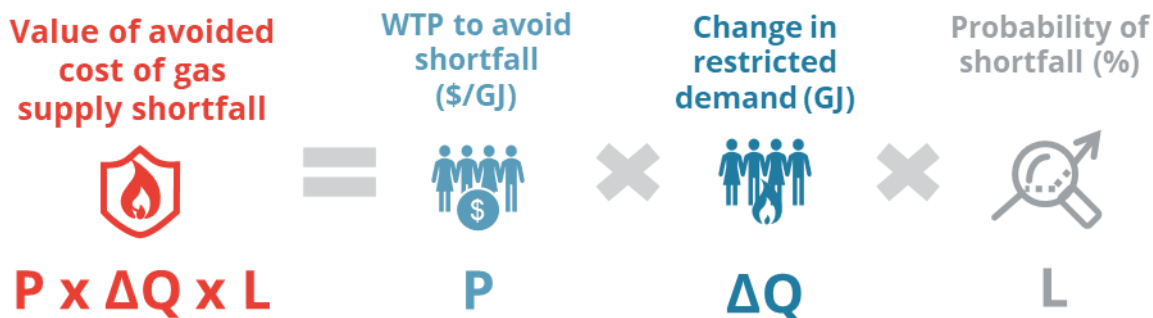 Value of avoided
cost of gas
supply shortfall
WTP to avoid
shortfall
($/GJ)
Change in
restricted
demand (GJ)
Probability of
shortfall (%)
=
$
×
×
P x ΔQ x L
P
ΔQ
L